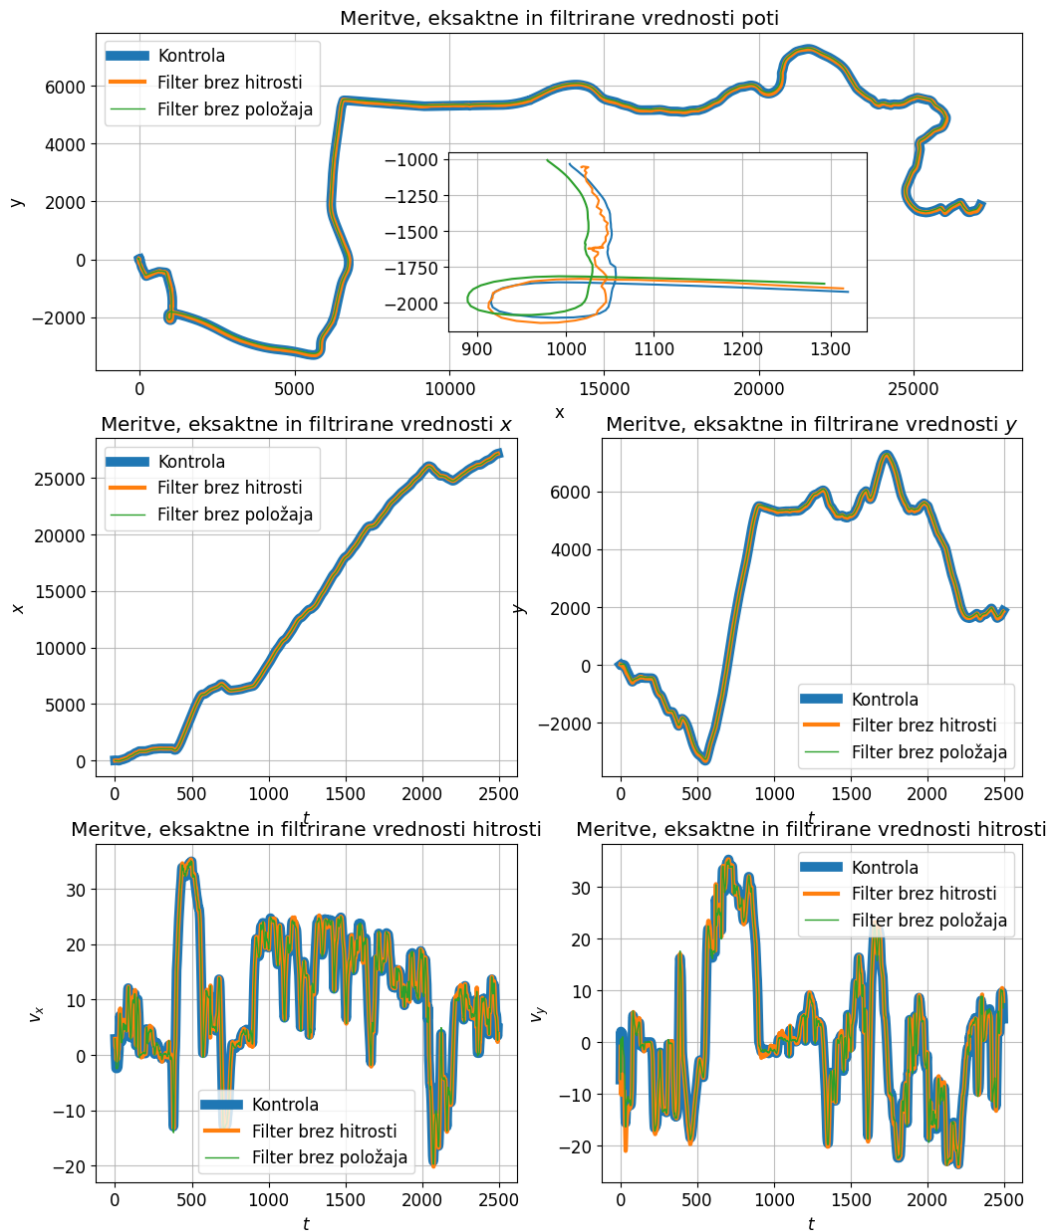 Meritve, eksaktne in filtrirane vrednosti poti
Kontrola
Filter brez hitrosti
Filter brez položaja
6000
4000
2000
0
−2000
y
−1000
−1250
−1500
−1750
−2000
900 1000 1100 1200 1300
0 5000 10000 15000 20000 25000
x
Meritve, eksaktne in filtrirane vrednosti x
Kontrola
Filter brez hitrosti
Filter brez položaja
25000
20000
15000
10000
5000
0
x
0 500 1000 1500 2000 2500
t
Meritve, eksaktne in filtrirane vrednosti y
6000
4000
2000
0
−2000
y
Kontrola
Filter brez hitrosti
Filter brez položaja
0 500 1000 1500 2000 2500
t
Meritve, eksaktne in filtrirane vrednosti hitrosti
30
20
10
0
−10
−20
vx
Kontrola
Filter brez hitrosti
Filter brez položaja
0 500 1000 1500 2000 2500
t
Meritve, eksaktne in filtrirane vrednosti hitrosti
Kontrola
Filter brez hitrosti
Filter brez položaja
30
20
10
0
−10
−20
vy
0 500 1000 1500 2000 2500
t